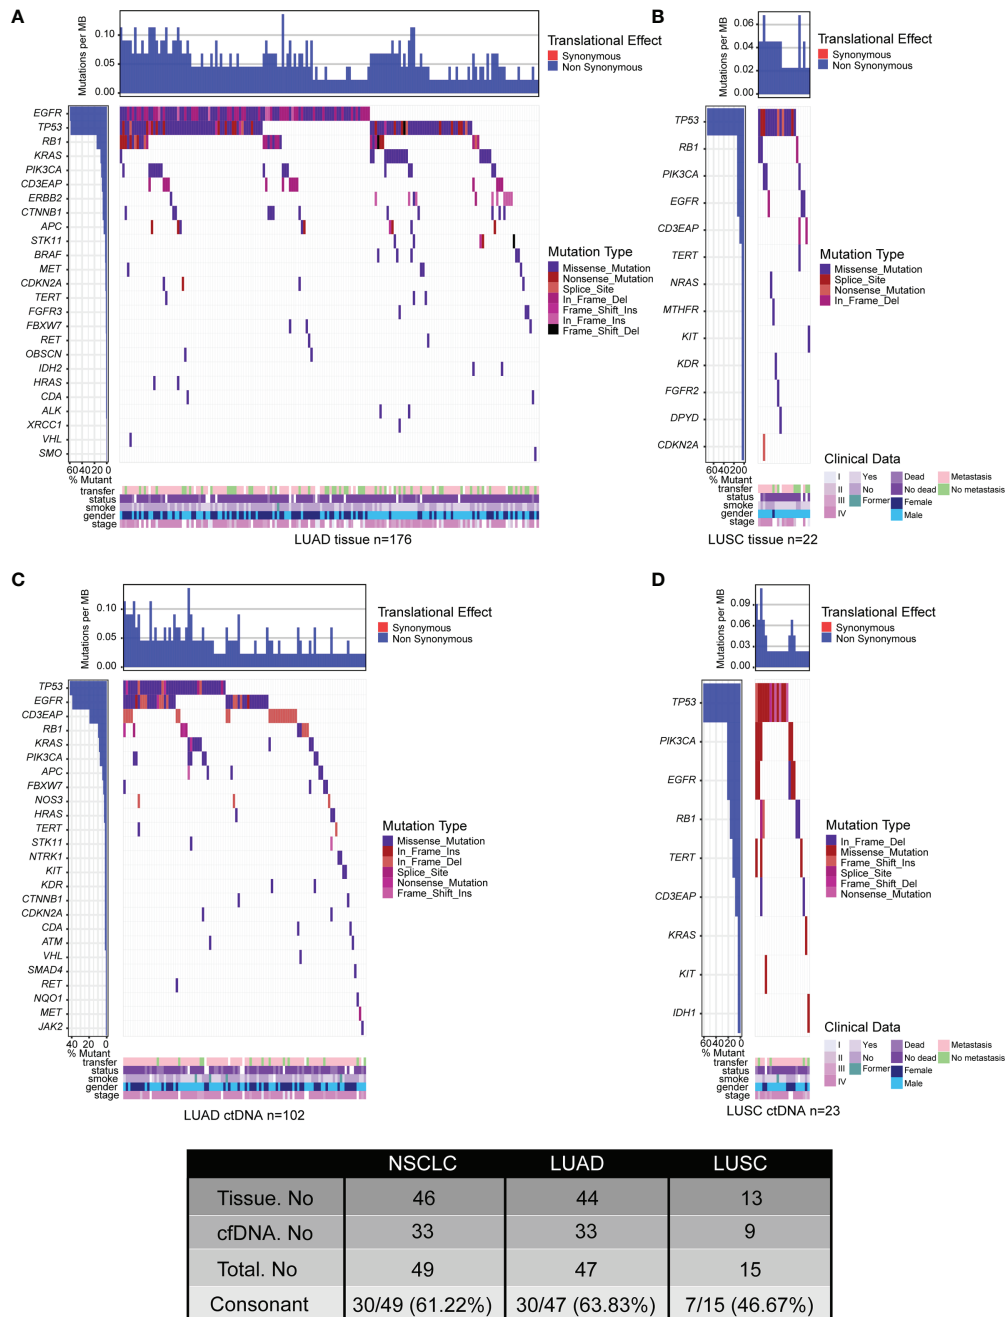 A
Mutations per MB
0.10
0.05
0.00
Translational Effect
Synonymous
Non Synonymous
EGFR
TP53
RB1
KRAS
PIK3CA
CD3EAP
ERBB2
CTNNB1
APC
STK11
BRAF
MET
CDKN2A
TERT
FGFR3
FBXW7
RET
OBSCN
IDH2
HRAS
CDA
ALK
XRCC1
VHL
SMO
Mutation Type
Missense_Mutation
Nonsense_Mutation
Splice_Site
In_Frame_Del
Frame_Shift_Ins
In_Frame_Ins
Frame_Shift_Del
6040200
% Mutant
transfer
status
smoke
gender
stage
LUAD tissue n=176
B
Mutations per MB
0.06
0.04
0.02
0.00
Translational Effect
Synonymous
Non Synonymous
TP53
RB1
PIK3CA
EGFR
CD3EAP
TERT
NRAS
MTHFR
KIT
KDR
FGFR2
DPYD
CDKN2A
Mutation Type
Missense_Mutation
Splice_Site
Nonsense_Mutation
In_Frame_Del
6040200
% Mutant
transfer
status
smoke
gender
stage
LUSC tissue n=22
Clinical Data
I Yes Dead Metastasis
II No No dead No metastasis
III Former Female
IV Male
C
Mutations per MB
0.10
0.05
0.00
Translational Effect
Synonymous
Non Synonymous
TP53
EGFR
CD3EAP
RB1
KRAS
PIK3CA
APC
FBXW7
NOS3
HRAS
TERT
STK11
NTRK1
KIT
KDR
CTNNB1
CDKN2A
CDA
ATM
VHL
SMAD4
RET
NQO1
MET
JAK2
Mutation Type
Missense_Mutation
In_Frame_Ins
In_Frame_Del
Splice_Site
Nonsense_Mutation
Frame_Shift_Ins
40 20 0
% Mutant
transfer
status
smoke
gender
stage
LUAD ctDNA n=102
D
Mutations per MB
0.09
0.06
0.03
0.00
Translational Effect
Synonymous
Non Synonymous
TP53
PIK3CA
EGFR
RB1
TERT
CD3EAP
KRAS
KIT
IDH1
Mutation Type
In_Frame_Del
Missense_Mutation
Frame_Shift_Ins
Splice_Site
Frame_Shift_Del
Nonsense_Mutation
6040200
% Mutant
transfer
status
smoke
gender
stage
LUSC ctDNA n=23
Clinical Data
I Yes Dead Metastasis
II No No dead No metastasis
III Former Female
IV Male
NSCLC LUAD LUSC
Tissue. No 46 44 13
cfDNA. No 33 33 9
Total. No 49 47 15
Consonant 30/49 (61.22%) 30/47 (63.83%) 7/15 (46.67%)